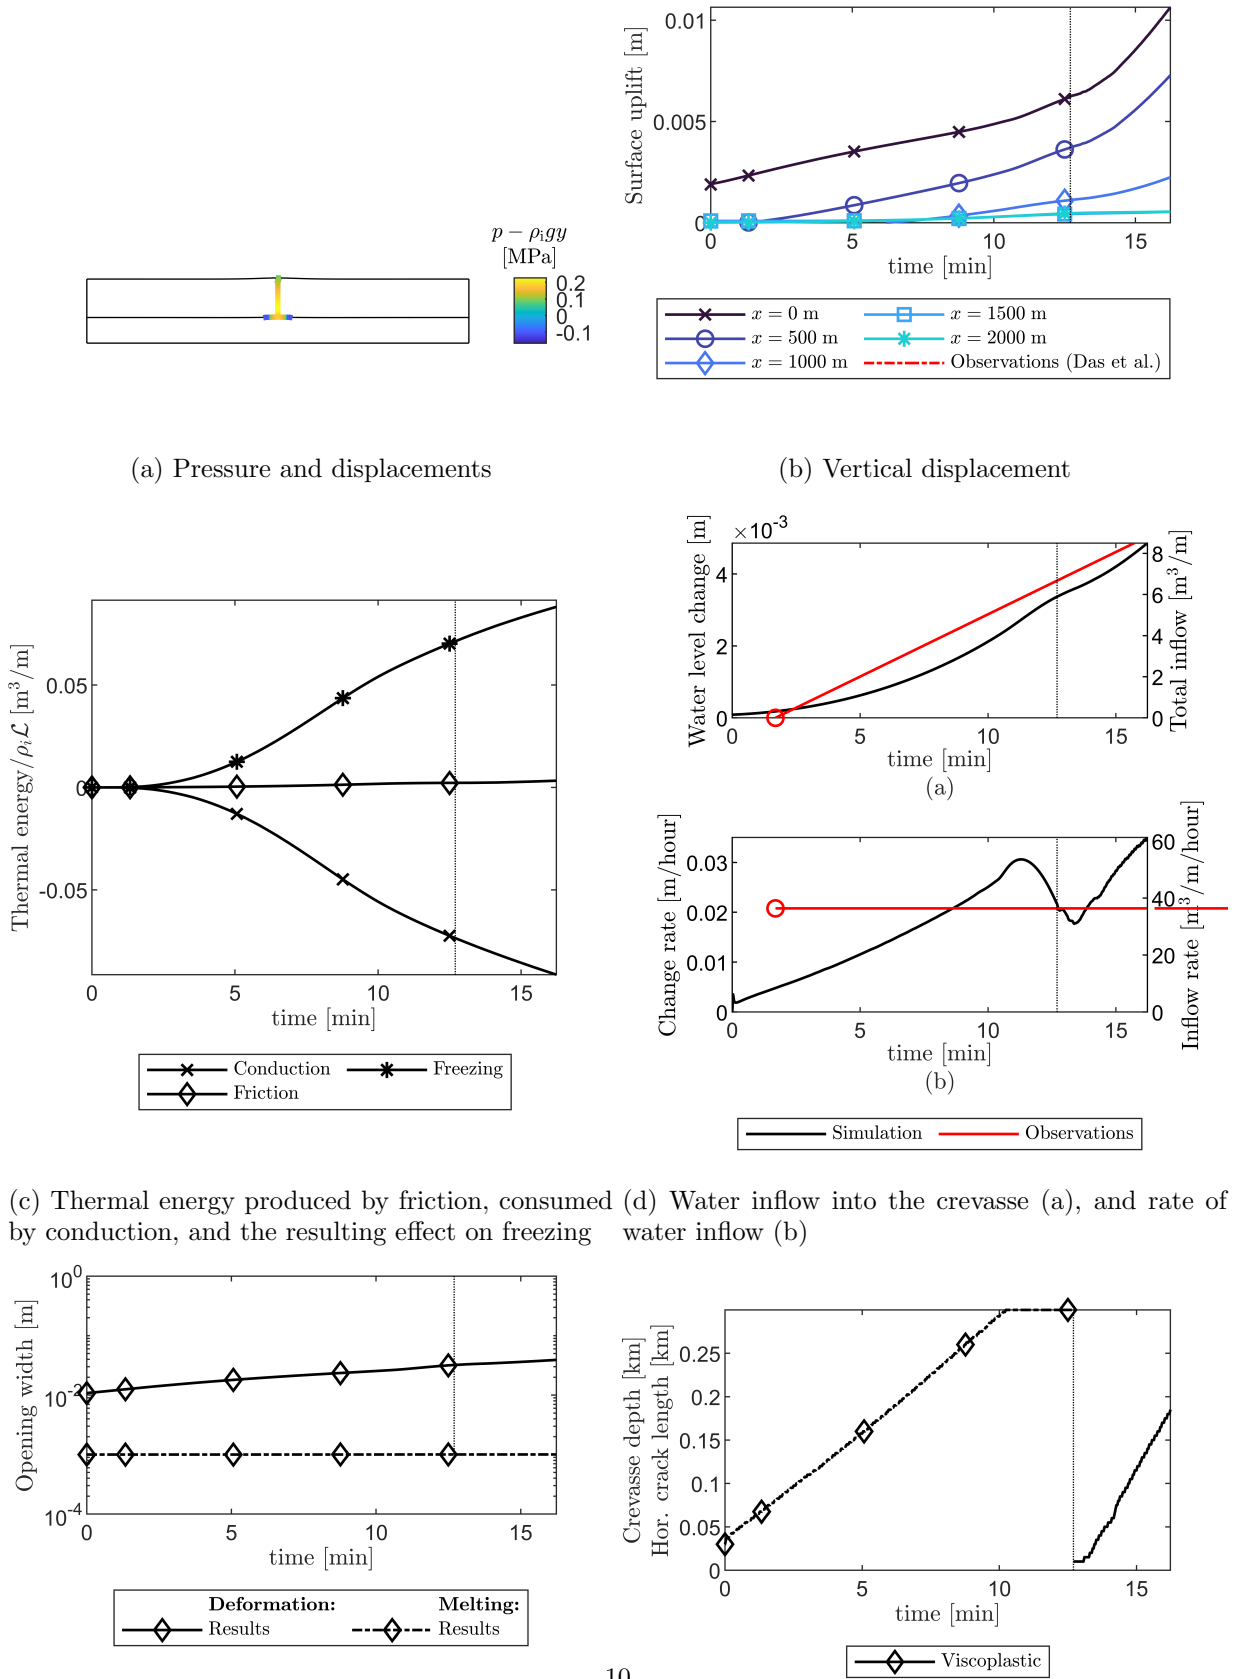 p − ρᵢgy
[MPa]
0.2
0.1
0
-0.1
(a) Pressure and displacements
Surface uplift [m]
0.01
0.005
0
0 5 10 15
time [min]
x = 0 m
x = 500 m
x = 1000 m
x = 1500 m
x = 2000 m
Observations (Das et al.)
(b) Vertical displacement
Thermal energy/ρᵢℒ [m³/m]
0.05
0
-0.05
0 5 10 15
time [min]
Conduction Freezing
Friction
(c) Thermal energy produced by friction, consumed
by conduction, and the resulting effect on freezing
Water level change [m]
×10⁻³
4
2
0
Total inflow [m³/m]
8
6
4
2
0
0 5 10 15
time [min]
(a)
Change rate [m/hour]
0.03
0.02
0.01
0
Inflow rate [m³/m/hour]
60
40
20
0
0 5 10 15
time [min]
(b)
Simulation Observations
(d) Water inflow into the crevasse (a), and rate of
water inflow (b)
Opening width [m]
10⁰
10⁻²
10⁻⁴
0 5 10 15
time [min]
Deformation: Melting:
Results Results
Crevasse depth [km]
Hor. crack length [km]
0.25
0.2
0.15
0.1
0.05
0
0 5 10 15
time [min]
Viscoplastic
10